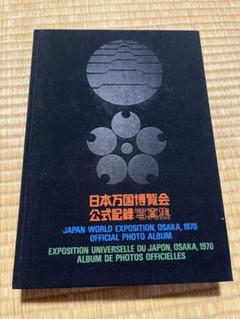 日本万国博覧会
公式記録写真集
JAPAN WORLD EXPOSITION, OSAKA, 1970
OFFICIAL PHOTO ALBUM
EXPOSITION UNIVERSELLE DU JAPON, OSAKA, 1970
ALBUM DE PHOTOS OFFICIELLES